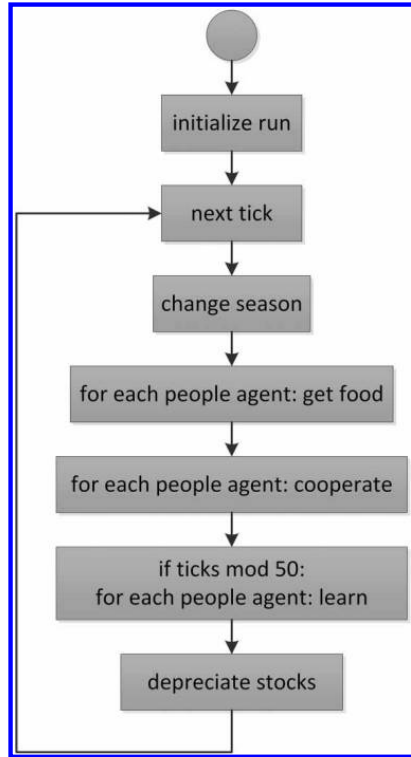 initialize run
next tick
change season
for each people agent: get food
for each people agent: cooperate
if ticks mod 50:
for each people agent: learn
depreciate stocks